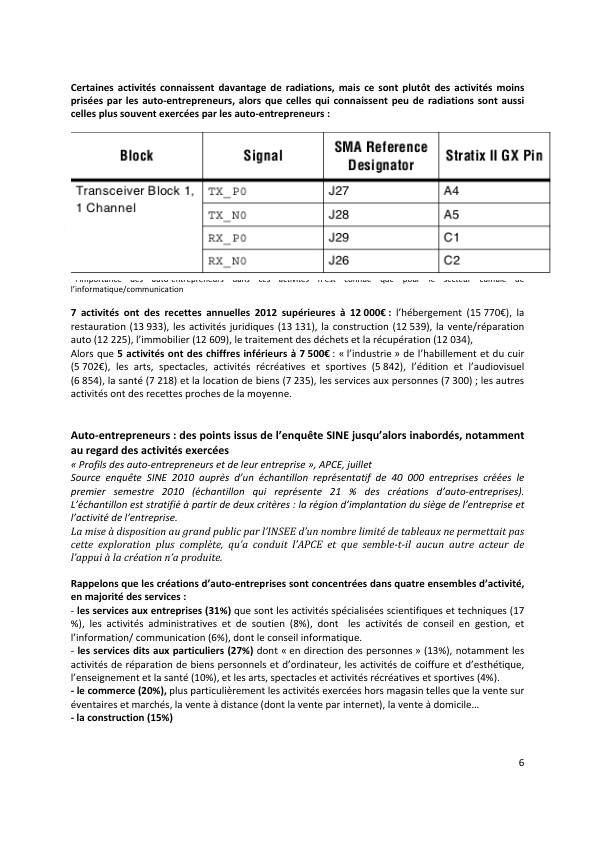 Certaines activités connaissent davantage de radiations, mais ce sont plutôt des activités moins
prisées par les auto-entrepreneurs, alors que celles qui connaissent peu de radiations sont aussi
celles plus souvent exercées par les auto-entrepreneurs :
Block Signal SMA Reference Designator Stratix II GX Pin
Transceiver Block 1, 1 Channel TX_P0 J27 A4
TX_N0 J28 A5
RX_P0 J29 C1
RX_N0 J26 C2
l'informatique/communication
7 activités ont des recettes annuelles 2012 supérieures à 12 000€ : l'hébergement (15 770€), la
restauration (13 933), les activités juridiques (13 131), la construction (12 539), la vente/réparation
auto (12 225), l'immobilier (12 609), le traitement des déchets et la récupération (12 034),
Alors que 5 activités ont des chiffres inférieurs à 7 500€ : « l'industrie » de l'habillement et du cuir
(5 702€), les arts, spectacles, activités récréatives et sportives (5 842), l'édition et l'audiovisuel
(6 854), la santé (7 218) et la location de biens (7 235), les services aux personnes (7 300) ; les autres
activités ont des recettes proches de la moyenne.
Auto-entrepreneurs : des points issus de l'enquête SINE jusqu'alors inabordés, notamment
au regard des activités exercées
« Profils des auto-entrepreneurs et de leur entreprise », APCE, juillet
Source enquête SINE 2010 auprès d'un échantillon représentatif de 40 000 entreprises créées le
premier semestre 2010 (échantillon qui représente 21 % des créations d'auto-entreprises).
L'échantillon est stratifié à partir de deux critères : la région d'implantation du siège de l'entreprise et
l'activité de l'entreprise.
La mise à disposition au grand public par l'INSEE d'un nombre limité de tableaux ne permettait pas
cette exploration plus complète, qu'a conduit l'APCE et que semble-t-il aucun autre acteur de
l'appui à la création n'a produite.
Rappelons que les créations d'auto-entreprises sont concentrées dans quatre ensembles d'activité,
en majorité des services :
- les services aux entreprises (31%) que sont les activités spécialisées scientifiques et techniques (17
%), les activités administratives et de soutien (8%), dont les activités de conseil en gestion, et
l'information/ communication (6%), dont le conseil informatique.
- les services dits aux particuliers (27%) dont « en direction des personnes » (13%), notamment les
activités de réparation de biens personnels et d'ordinateur, les activités de coiffure et d'esthétique,
l'enseignement et la santé (10%), et les arts, spectacles et activités récréatives et sportives (4%).
- le commerce (20%), plus particulièrement les activités exercées hors magasin telles que la vente sur
éventaires et marchés, la vente à distance (dont la vente par internet), la vente à domicile…
- la construction (15%)
6